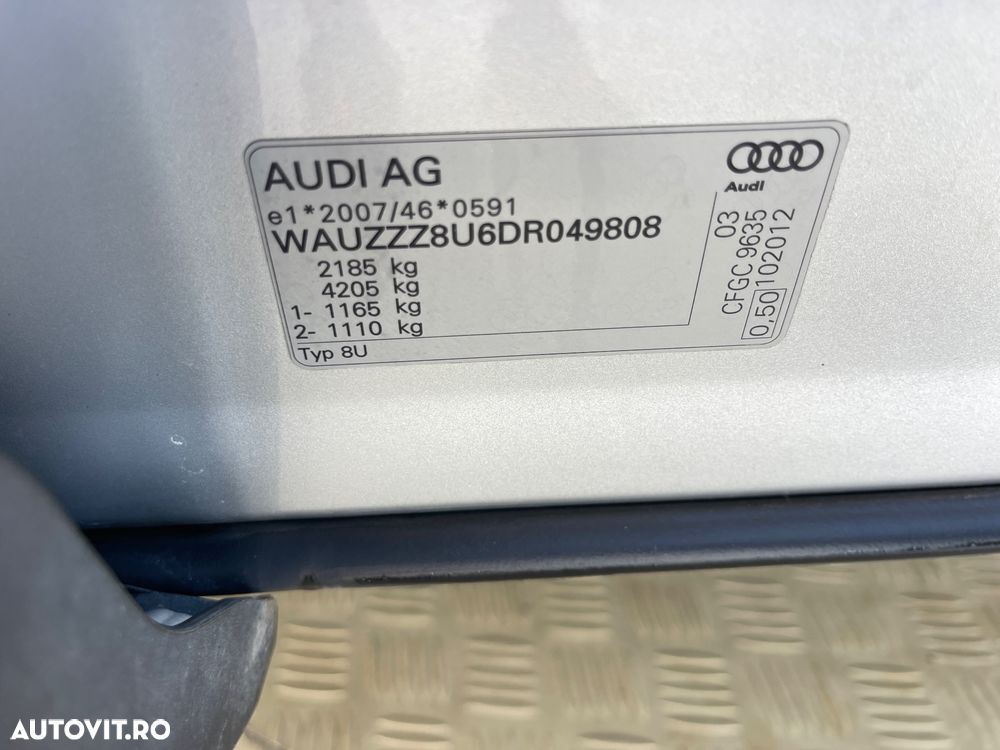 AUDI AG
e1*2007/46*0591
WAUZZZ8U6DR049808
2185 kg
4205 kg
1- 1165 kg
2- 1110 kg
Typ 8U
Audi
03
CFGC 9635
0,50 102012
AUTOVIT.RO